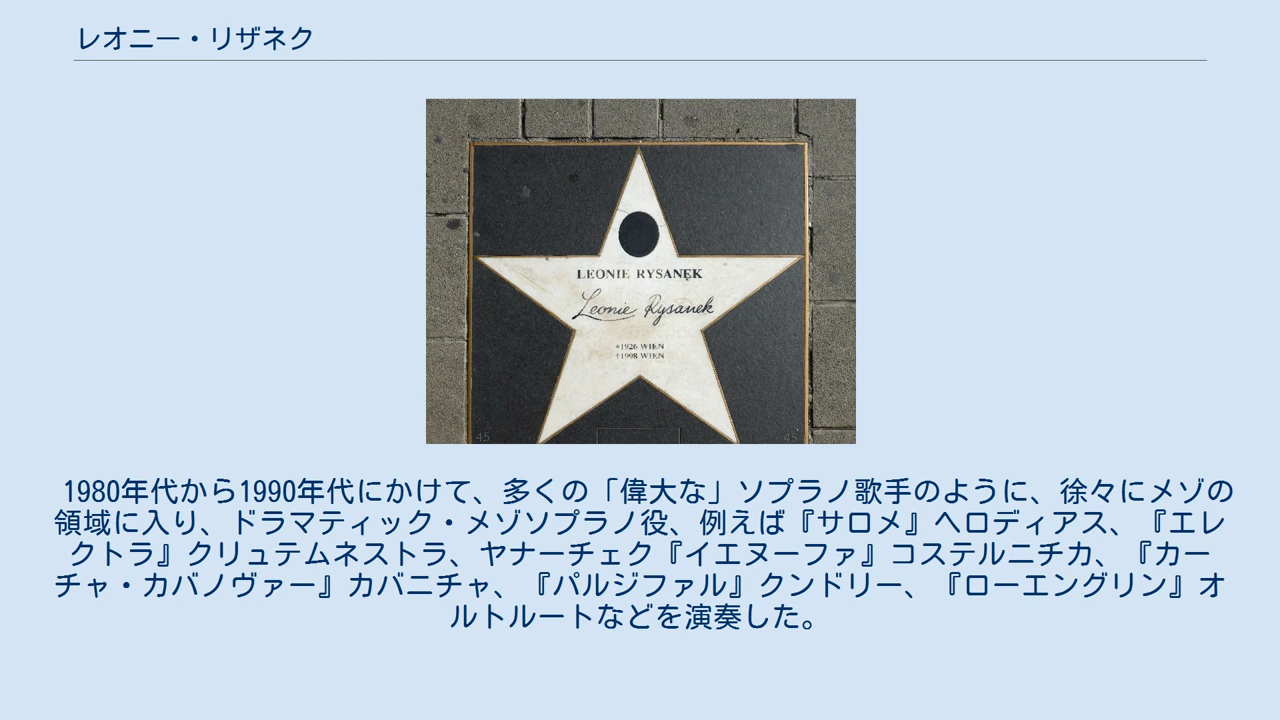 レオニー・リザネク
LEONIE RYSANEK
Leonie Rysanek
*1926 WIEN
†1998 WIEN
45
45
1980年代から1990年代にかけて、多くの「偉大な」ソプラノ歌手のように、徐々にメゾの
領域に入り、ドラマティック・メゾソプラノ役、例えば『サロメ』ヘロディアス、『エレ
クトラ』クリュテムネストラ、ヤナーチェク『イエヌーファ』コステルニチカ、『カー
チャ・カバノヴァー』カバニチャ、『パルジファル』クンドリー、『ローエングリン』オ
ルトルートなどを演奏した。